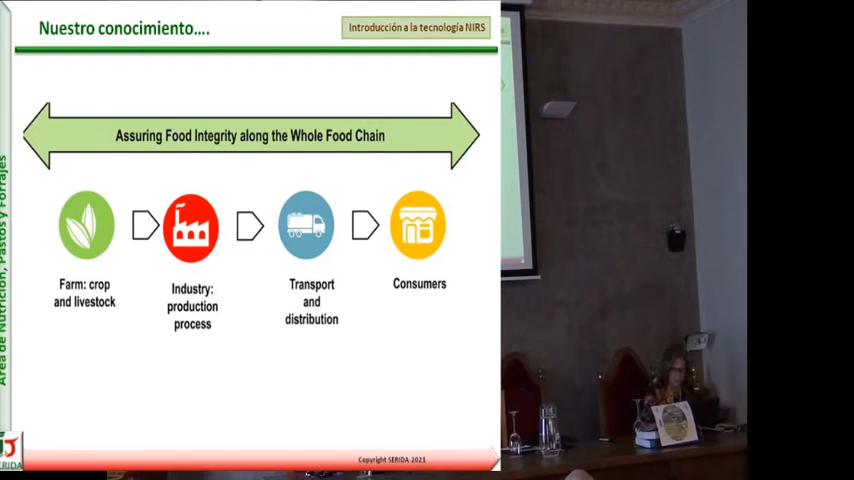 Nuestro conocimiento....
Introducción a la tecnología NIRS
Assuring Food Integrity along the Whole Food Chain
Farm: crop
and livestock
Industry:
production
process
Transport
and
distribution
Consumers
Área de Nutrición, Pastos y Forrajes
SERIDA
Copyright SERIDA 2021